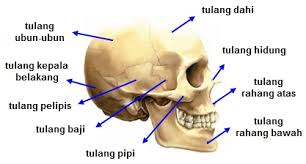 tulang
ubun-ubun
tulang dahi
tulang hidung
tulang kepala
belakang
tulang
rahang atas
tulang pelipis
tulang baji
tulang
rahang bawah
tulang pipi